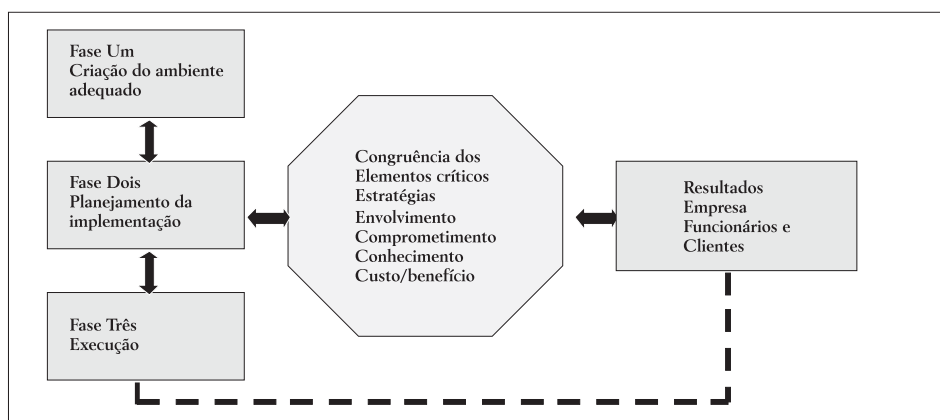 Fase Um
Criação do ambiente
adequado
Fase Dois
Planejamento da
implementação
Fase Três
Execução
Congruência dos
Elementos críticos
Estratégias
Envolvimento
Comprometimento
Conhecimento
Custo/benefício
Resultados
Empresa
Funcionários e
Clientes